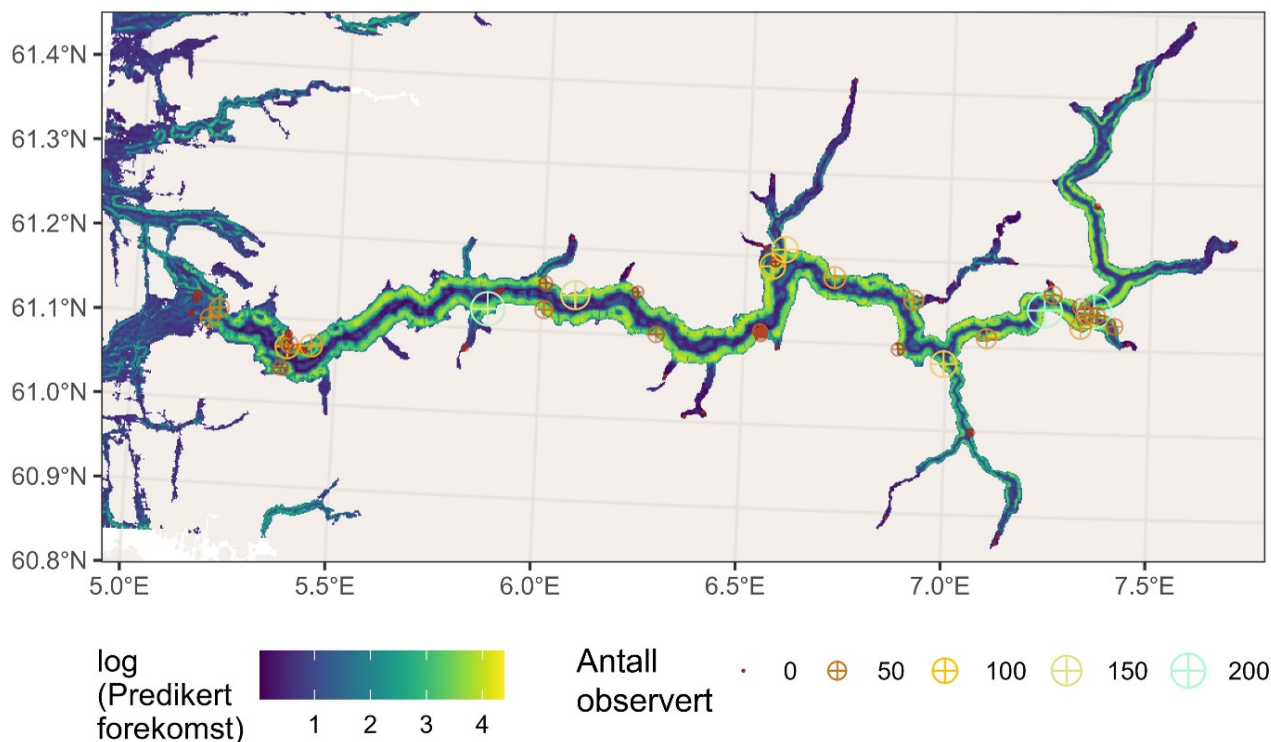 61.4°N
61.3°N
61.2°N
61.1°N
61.0°N
60.9°N
60.8°N
5.0°E 5.5°E 6.0°E 6.5°E 7.0°E 7.5°E
log
(Predikert
forekomst)
1 2 3 4
Antall
observert
0 50 100 150 200